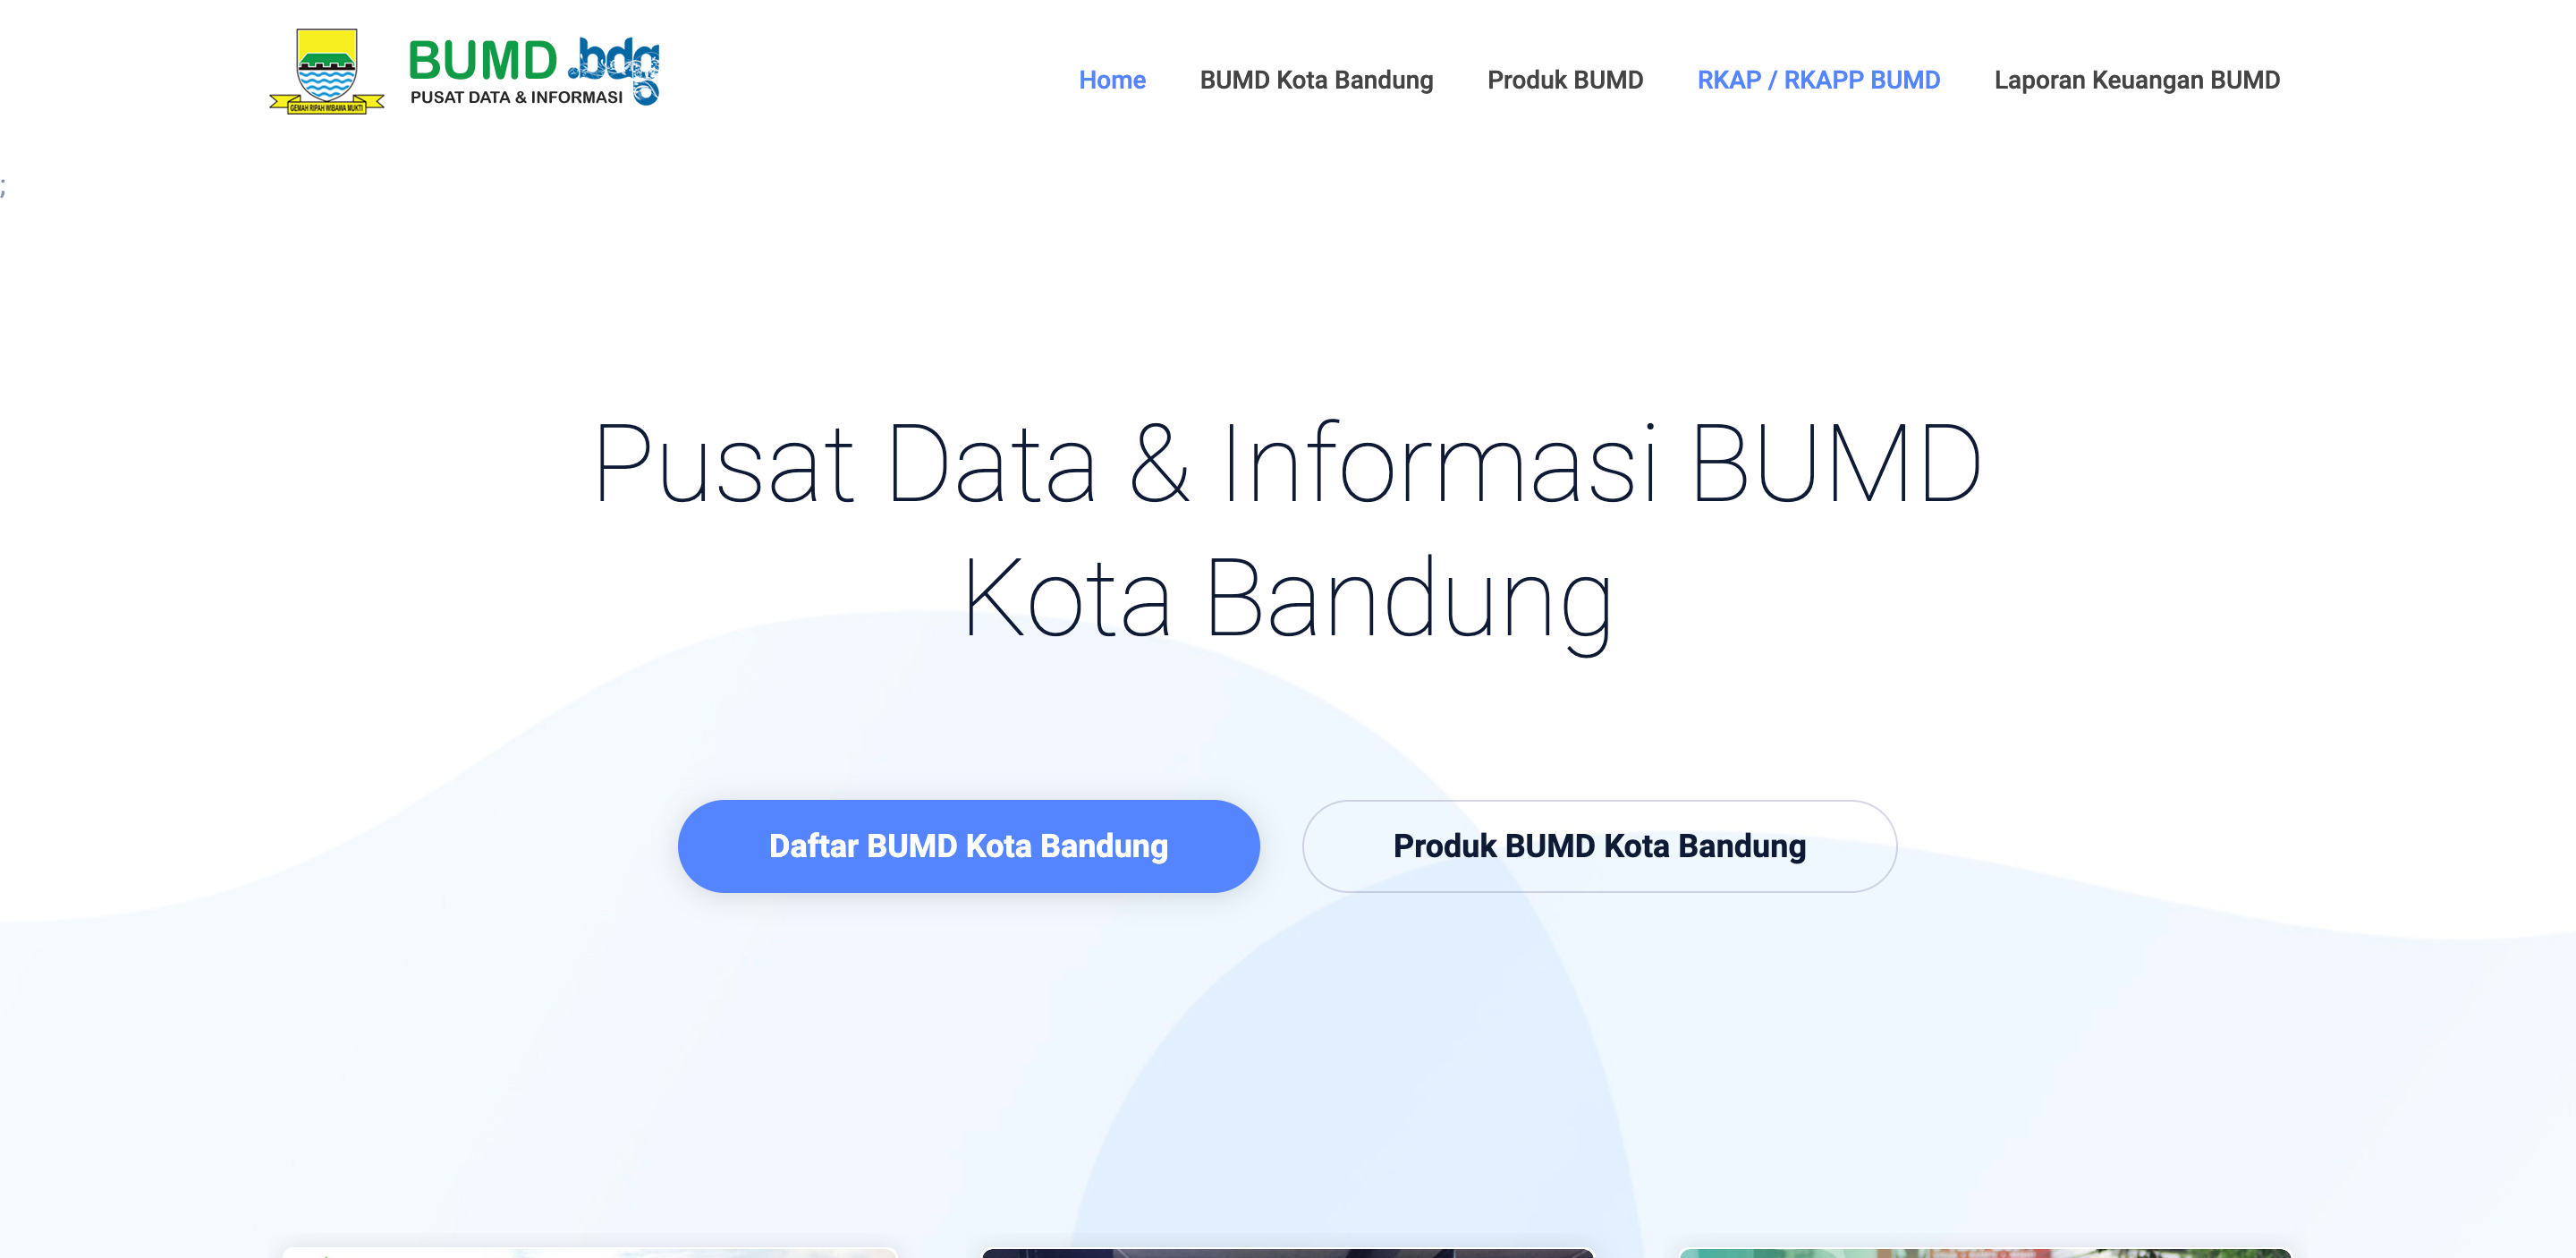 GEMAH RIPAH WIBAWA MUKTI
BUMD .bdg
PUSAT DATA & INFORMASI
Home
BUMD Kota Bandung
Produk BUMD
RKAP / RKAPP BUMD
Laporan Keuangan BUMD
;
Pusat Data & Informasi BUMD
Kota Bandung
Daftar BUMD Kota Bandung
Produk BUMD Kota Bandung